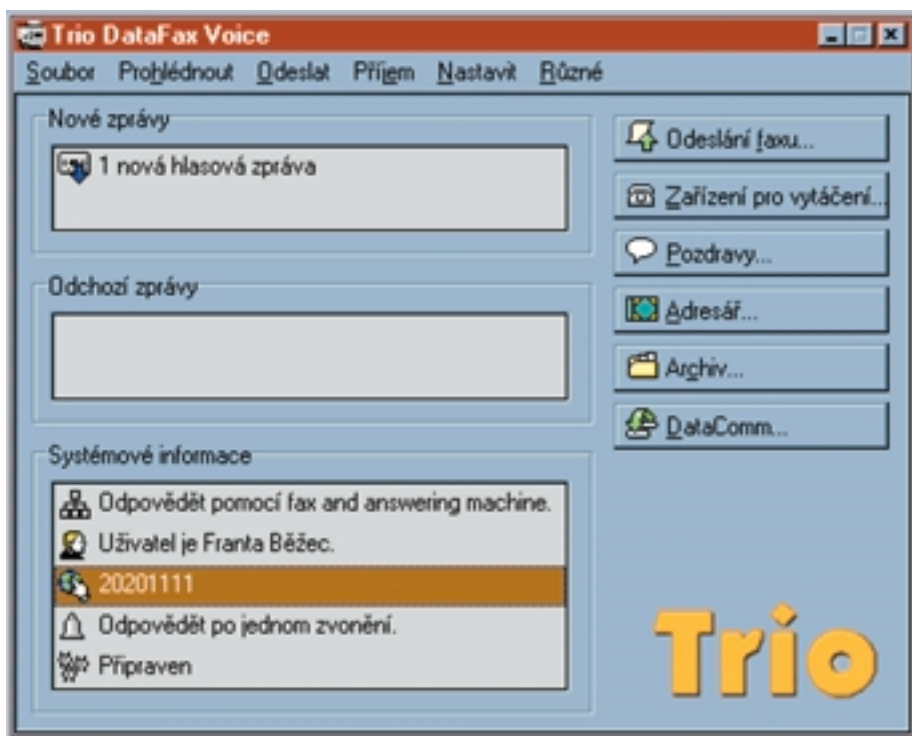 Trio DataFax Voice
Soubor Prohlédnout Odeslat Příjem Nastavit Různé
Nové zprávy
1 nová hlasová zpráva
Odchozí zprávy
Systémové informace
Odpovědět pomocí fax and answering machine.
Uživatel je Franta Běžec.
20201111
Odpovědět po jednom zvonění.
Připraven
Odeslání faxu...
Zařízení pro vytáčení...
Pozdravy...
Adresář...
Archiv...
DataComm...
Trio